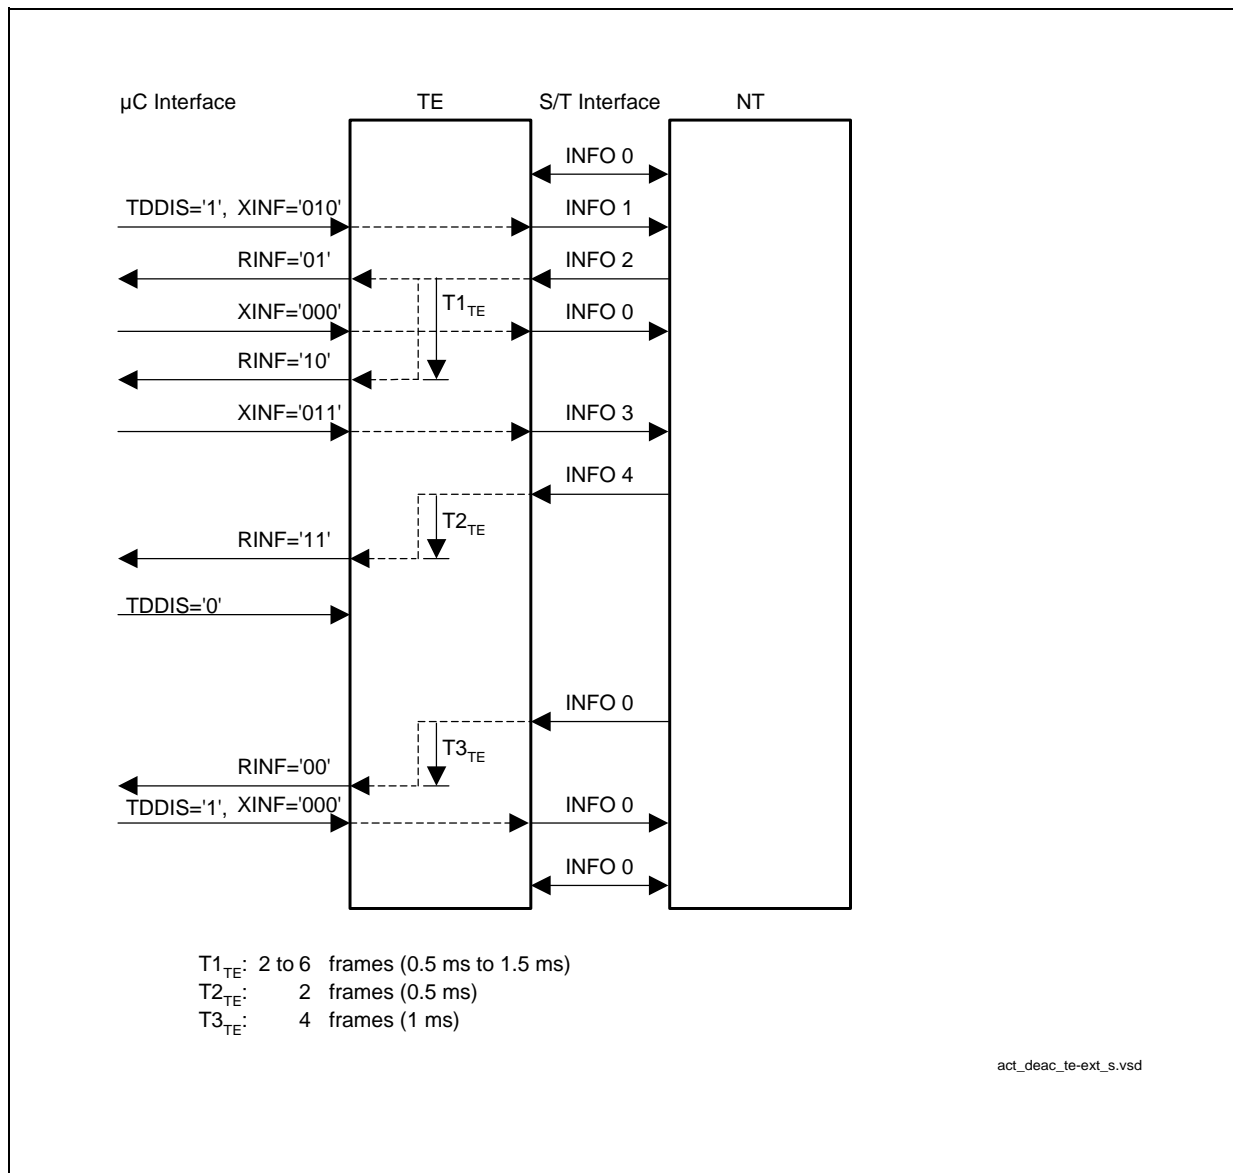 µC Interface TE S/T Interface NT
INFO 0
TDDIS='1', XINF='010' INFO 1
RINF='01' INFO 2
T1TE
XINF='000' INFO 0
RINF='10'
XINF='011' INFO 3
INFO 4
T2TE
RINF='11'
TDDIS='0'
INFO 0
T3TE
RINF='00'
TDDIS='1', XINF='000' INFO 0
INFO 0
T1TE: 2 to 6 frames (0.5 ms to 1.5 ms)
T2TE: 2 frames (0.5 ms)
T3TE: 4 frames (1 ms)
act_deac_te-ext_s.vsd